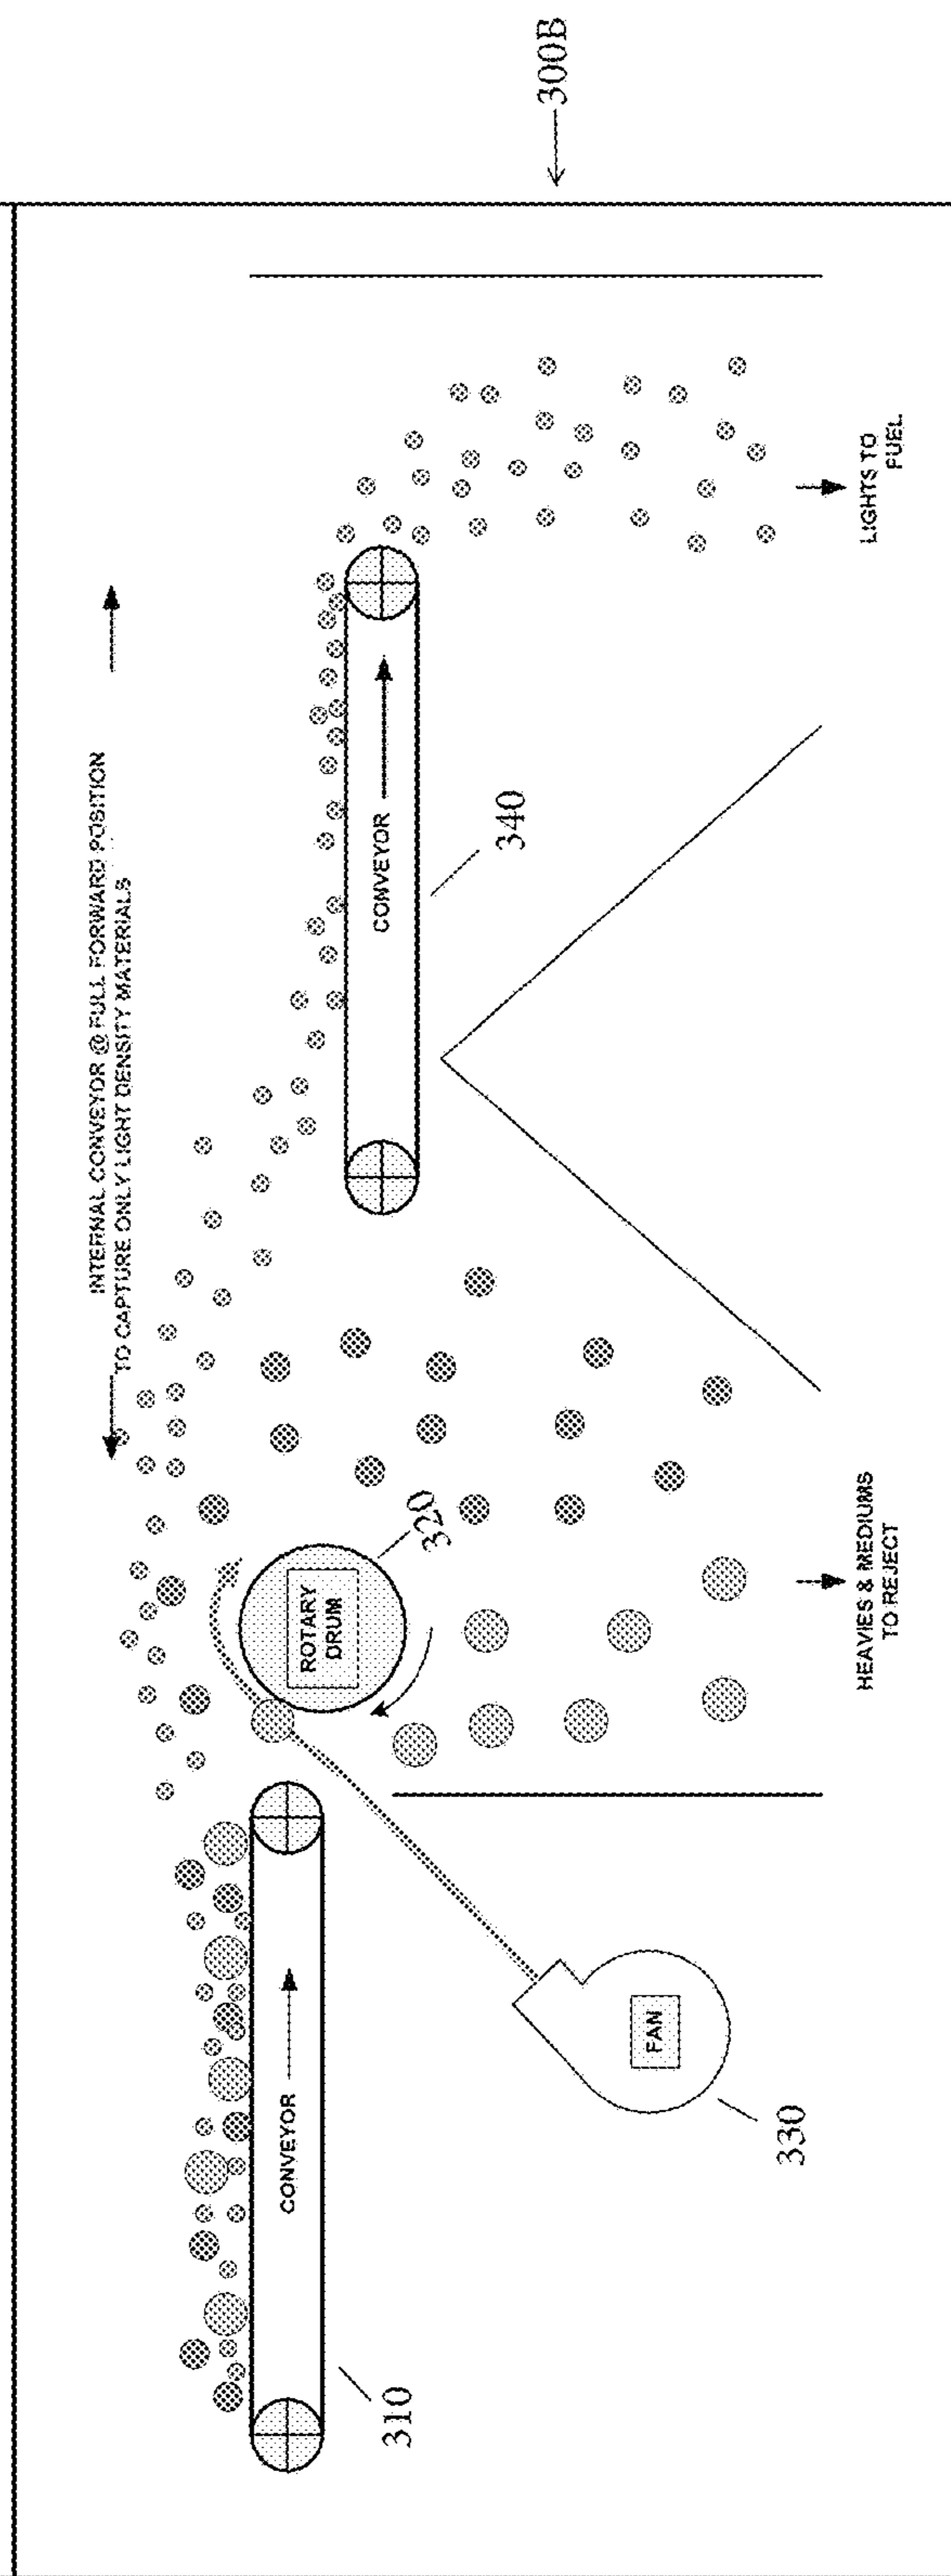 300B
INTERNAL CONVEYOR @ FULL FORWARD POSITION
TO CAPTURE ONLY LIGHT DENSITY MATERIALS
CONVEYOR
310
ROTARY
DRUM
320
FAN
330
CONVEYOR
340
HEAVIES & MEDIUMS
TO REJECT
LIGHTS TO
FUEL